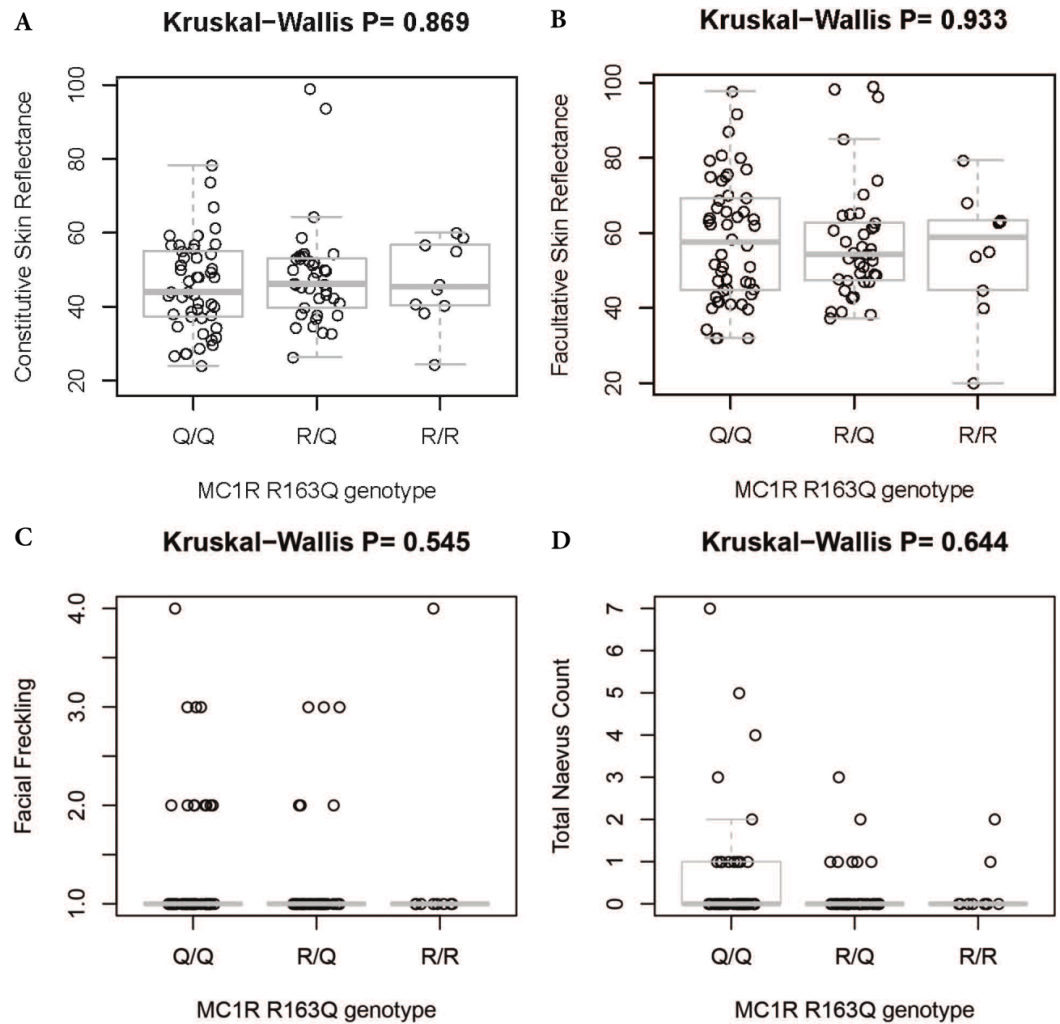 A
Kruskal−Wallis P= 0.869
Constitutive Skin Reflectance
100
80
60
40
20
Q/Q
R/Q
R/R
MC1R R163Q genotype
B
Kruskal−Wallis P= 0.933
Facultative Skin Reflectance
100
80
60
40
20
Q/Q
R/Q
R/R
MC1R R163Q genotype
C
Kruskal−Wallis P= 0.545
Facial Freckling
4.0
3.0
2.0
1.0
Q/Q
R/Q
R/R
MC1R R163Q genotype
D
Kruskal−Wallis P= 0.644
Total Naevus Count
7
6
5
4
3
2
1
0
Q/Q
R/Q
R/R
MC1R R163Q genotype